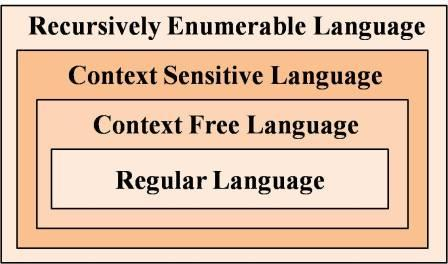 Recursively Enumerable Language
Context Sensitive Language
Context Free Language
Regular Language